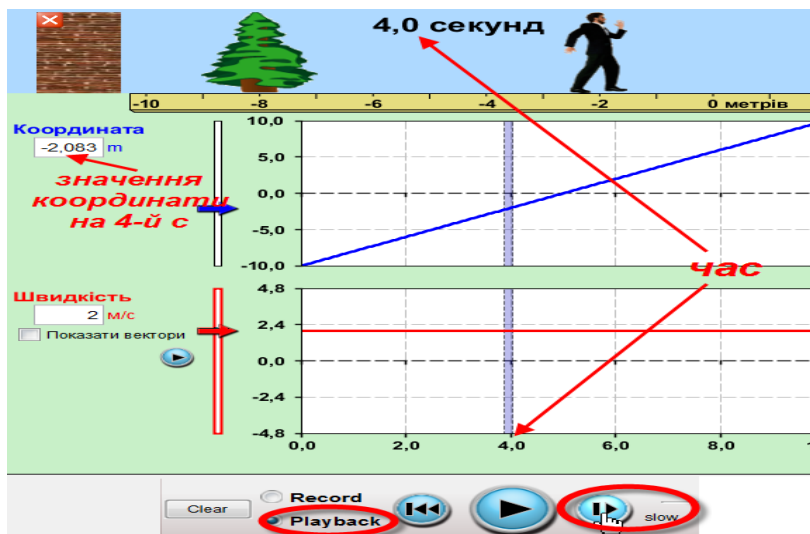 4,0 секунд
-10 -8 -6 -4 -2 0 метрів
Координата
-2,083 m
значення
координати
на 4-й с
10,0
5,0
0,0
-5,0
-10,0
час
Швидкість
2 м/с
Показати вектори
4,8
2,4
0,0
-2,4
-4,8
0,0 2,0 4,0 6,0 8,0
Clear
Record
Playback
slow